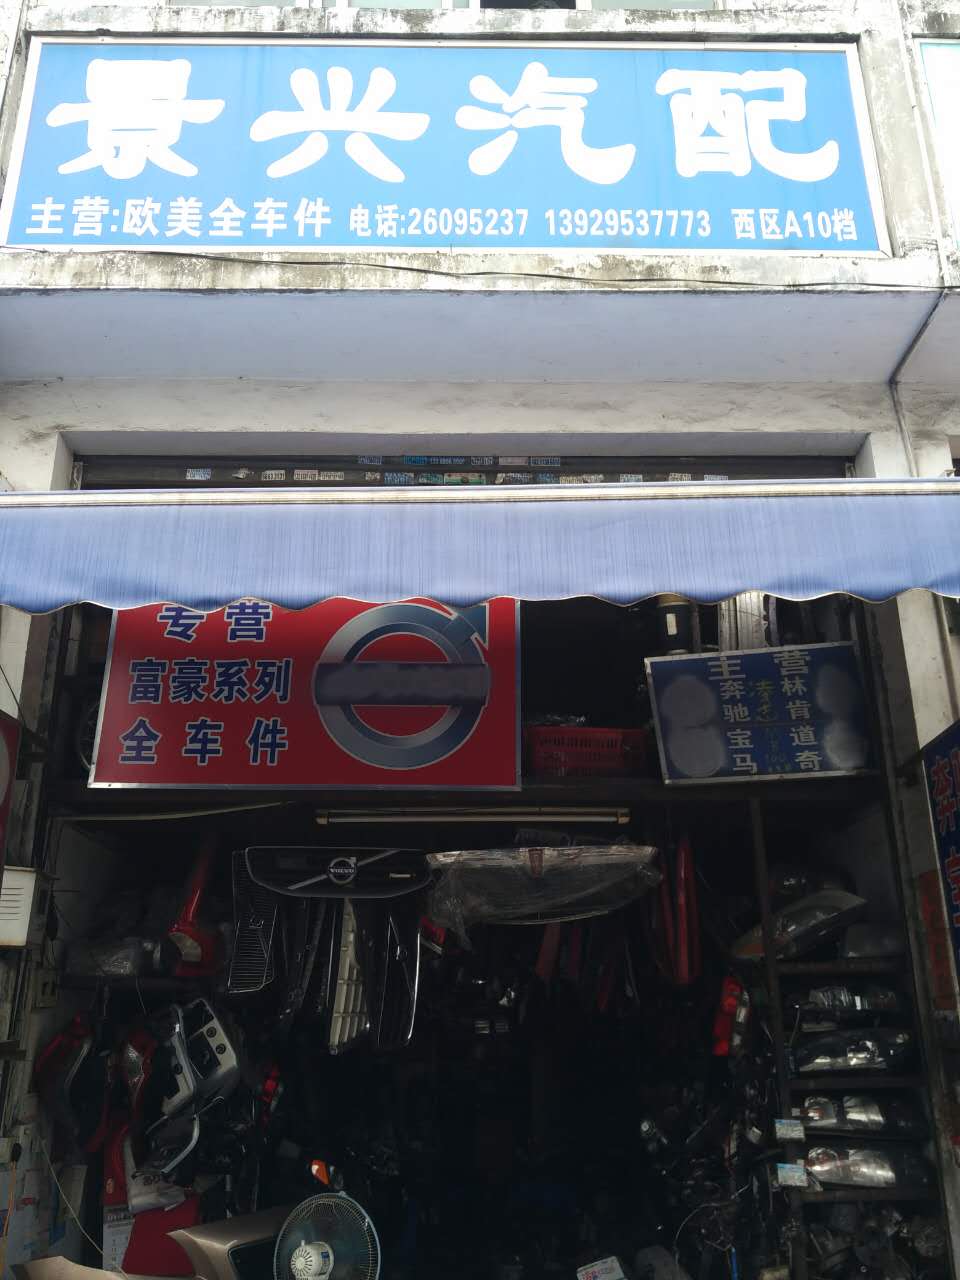 景兴汽配
主营:欧美全车件 电话:26095237 13929537773 西区A10档
专营
富豪系列
全车件
主营
奔驰宝马
林肯道奇
VOLVO